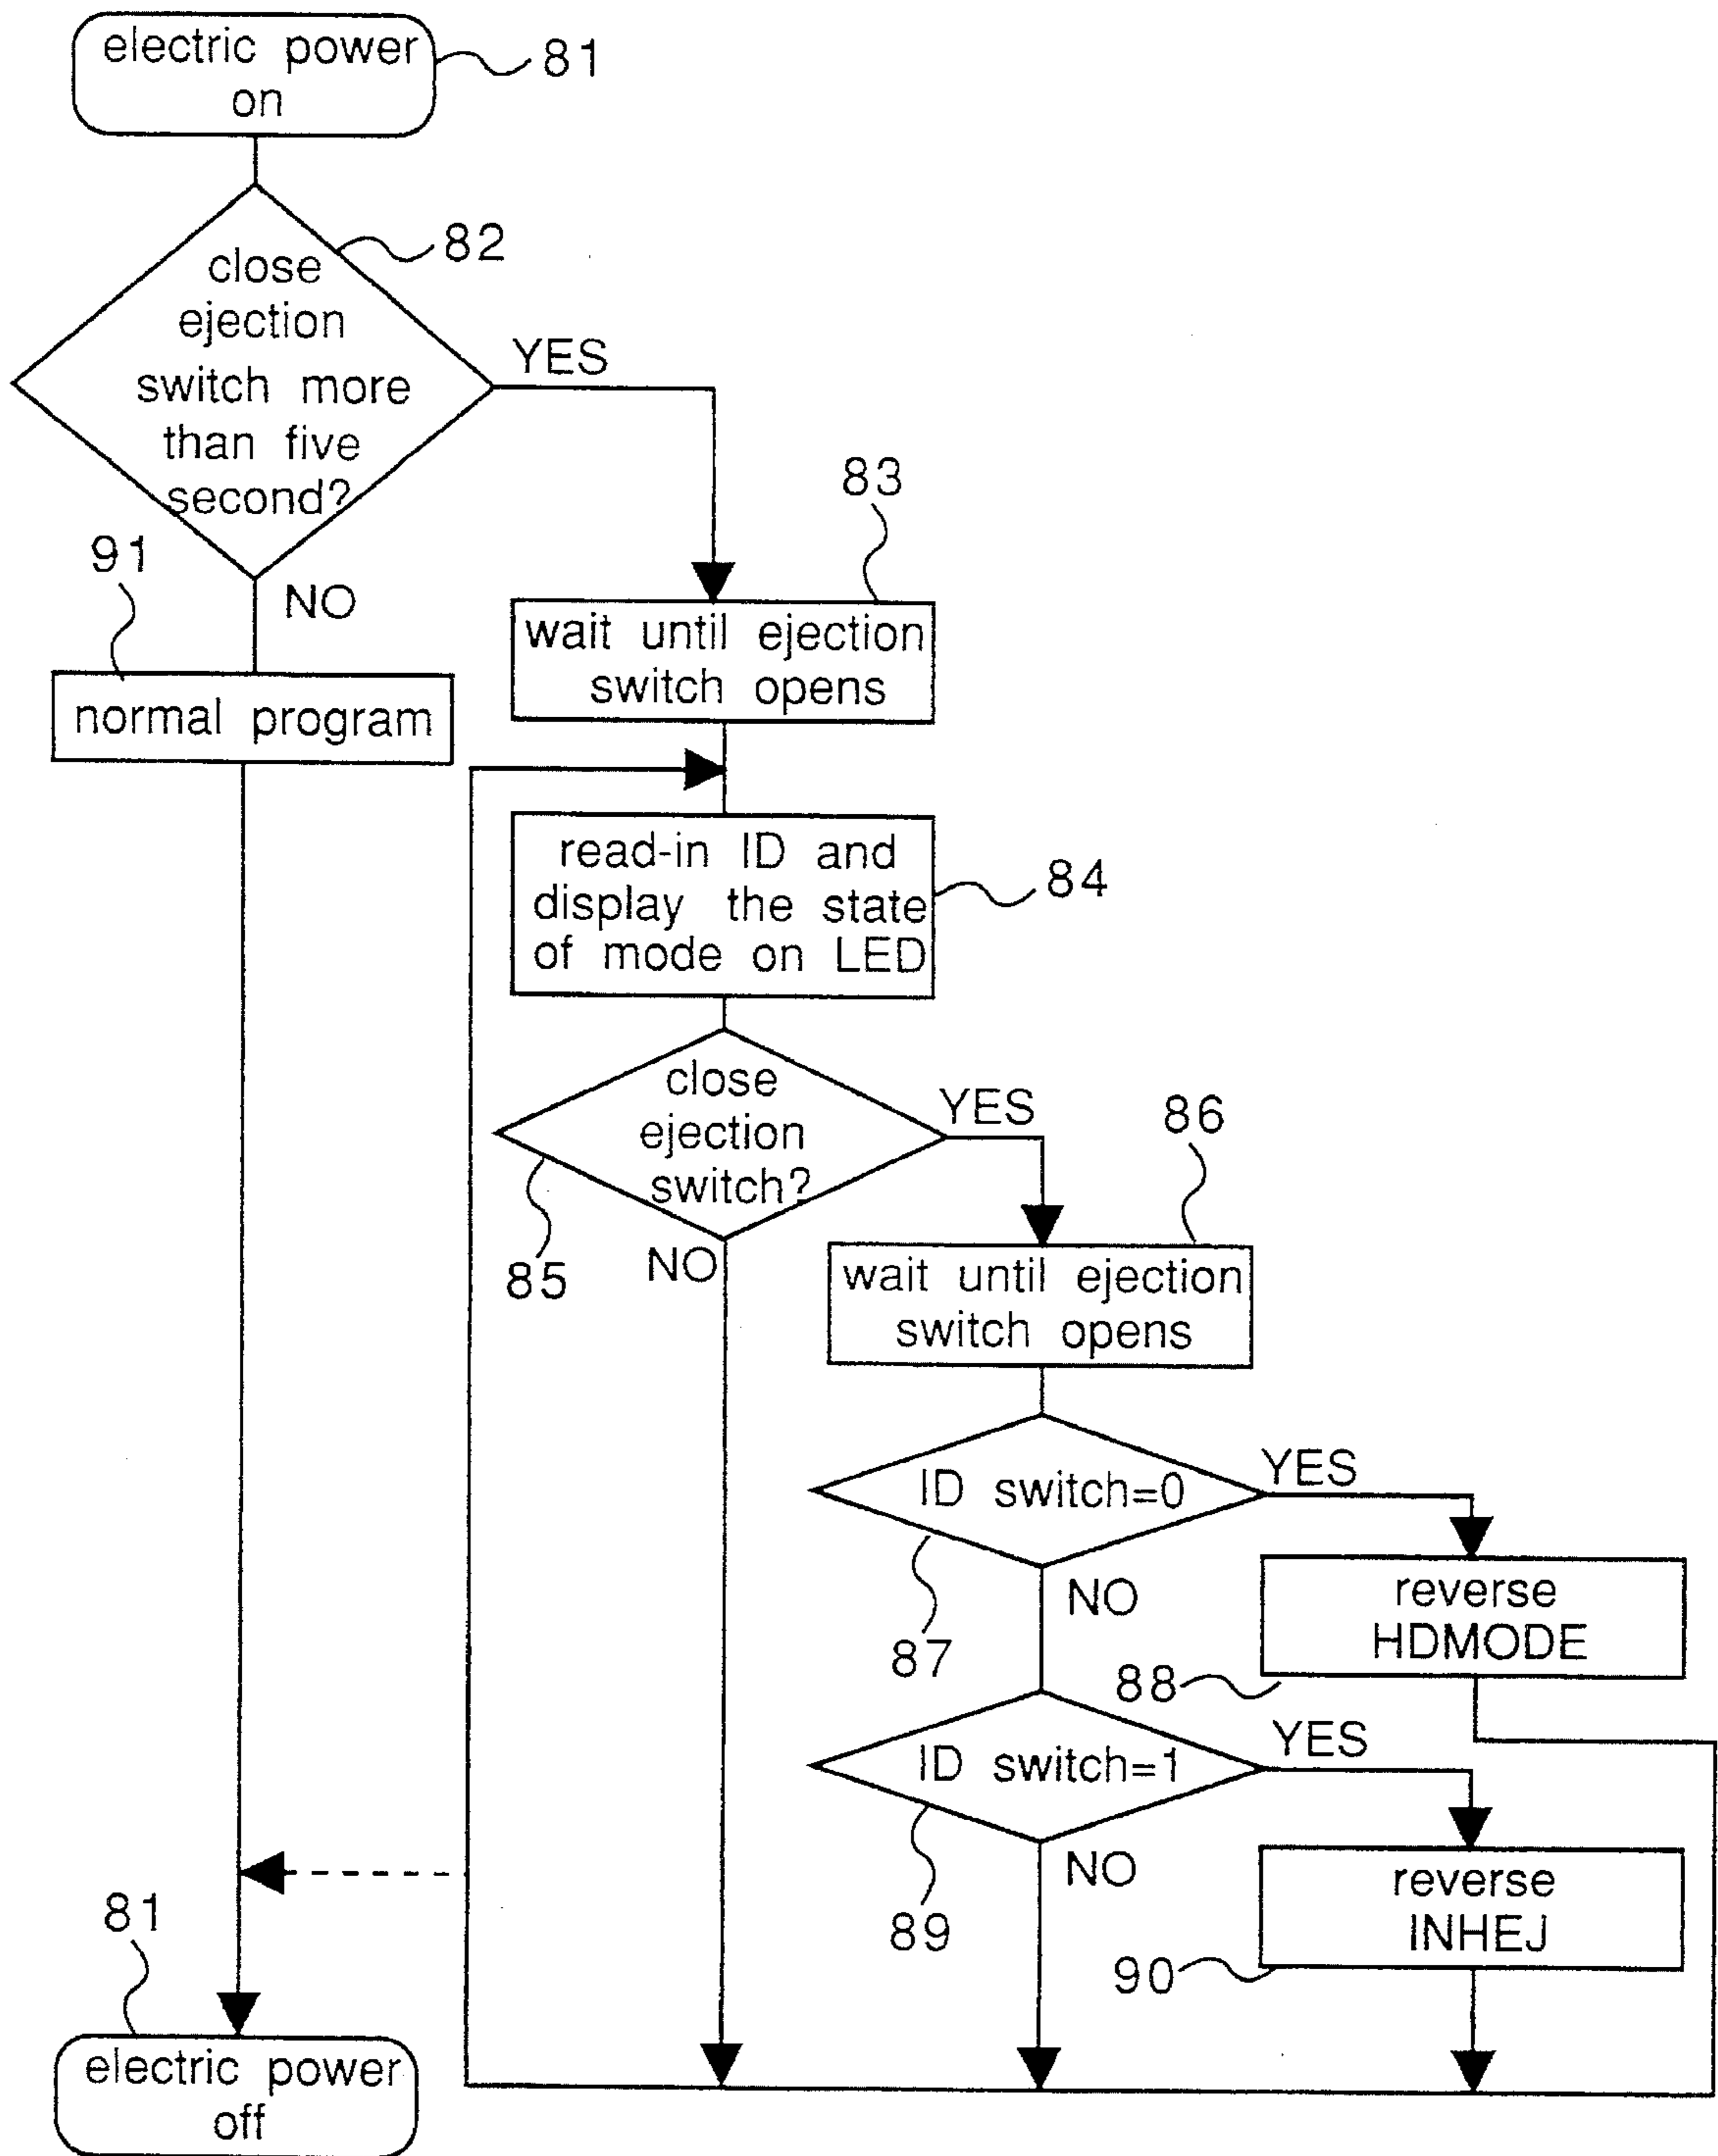 electric power
on
81
82
close
ejection
switch more
than five
second?
YES
NO
91
normal program
83
wait until ejection
switch opens
read-in ID and
display the state
of mode on LED
84
close
ejection
switch?
YES
NO
85
86
wait until ejection
switch opens
ID switch=0
YES
NO
87
reverse
HDMODE
88
ID switch=1
YES
NO
89
reverse
INHEJ
90
81
electric power
off